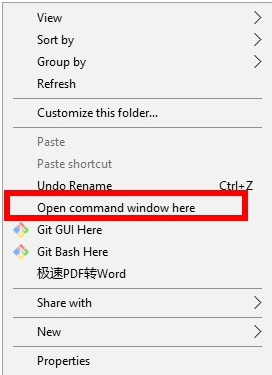 View
Sort by
Group by
Refresh
Customize this folder...
Paste
Paste shortcut
Undo Rename Ctrl+Z
Open command window here
Git GUI Here
Git Bash Here
极速PDF转Word
Share with
New
Properties